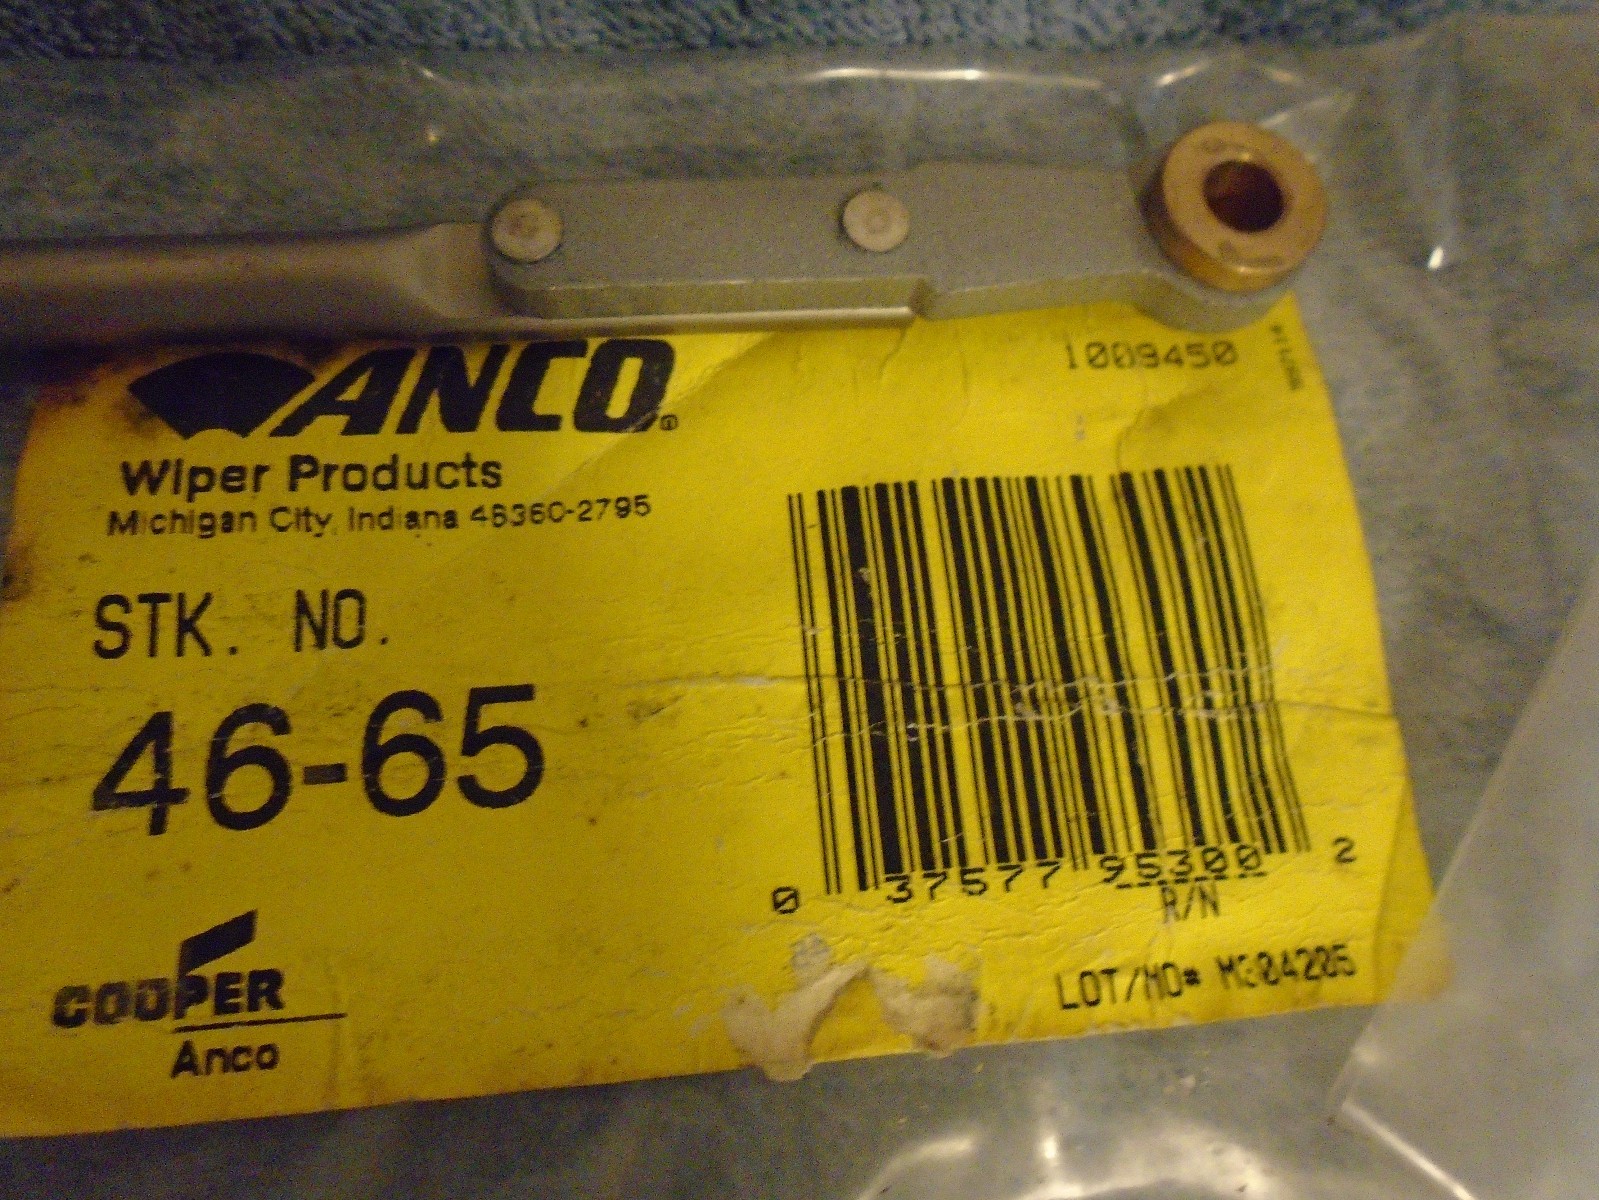 ANCO®
1009450
Wiper Products
Michigan City, Indiana 46360-2795
STK. NO.
46-65
0 37577 95300 2
R/N
COOPER
Anco
LOT/MO#